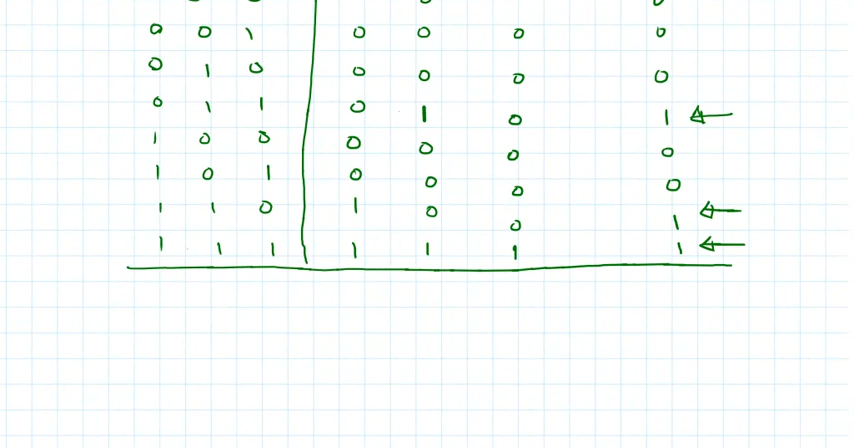 0 0 1 0 0 0 0
0 1 0 0 0 0 0
0 1 1 0 1 0 1 ←
1 0 0 0 0 0 0
1 0 1 0 0 0 0
1 1 0 1 0 0 1 ←
1 1 1 1 1 1 1 ←